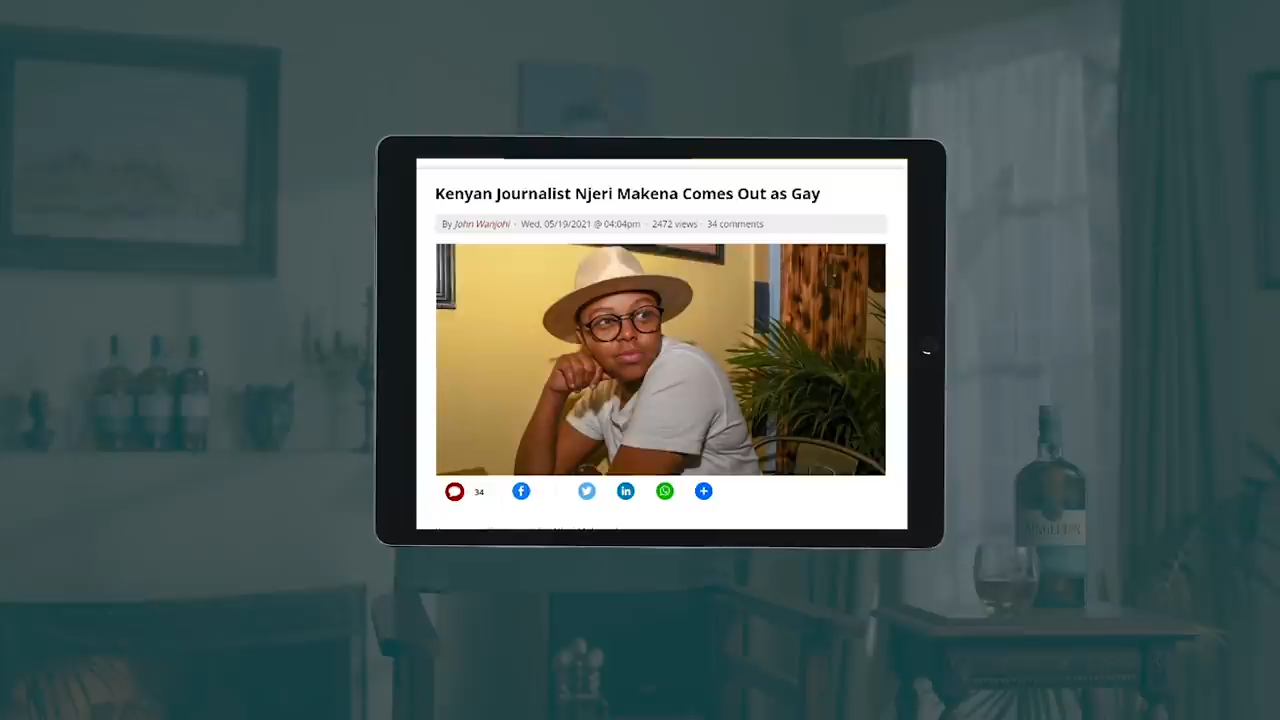 Kenyan Journalist Njeri Makena Comes Out as Gay
By John Wanjohi · Wed, 05/19/2021 @ 04:04pm · 2472 views · 34 comments
34
SINGLETON